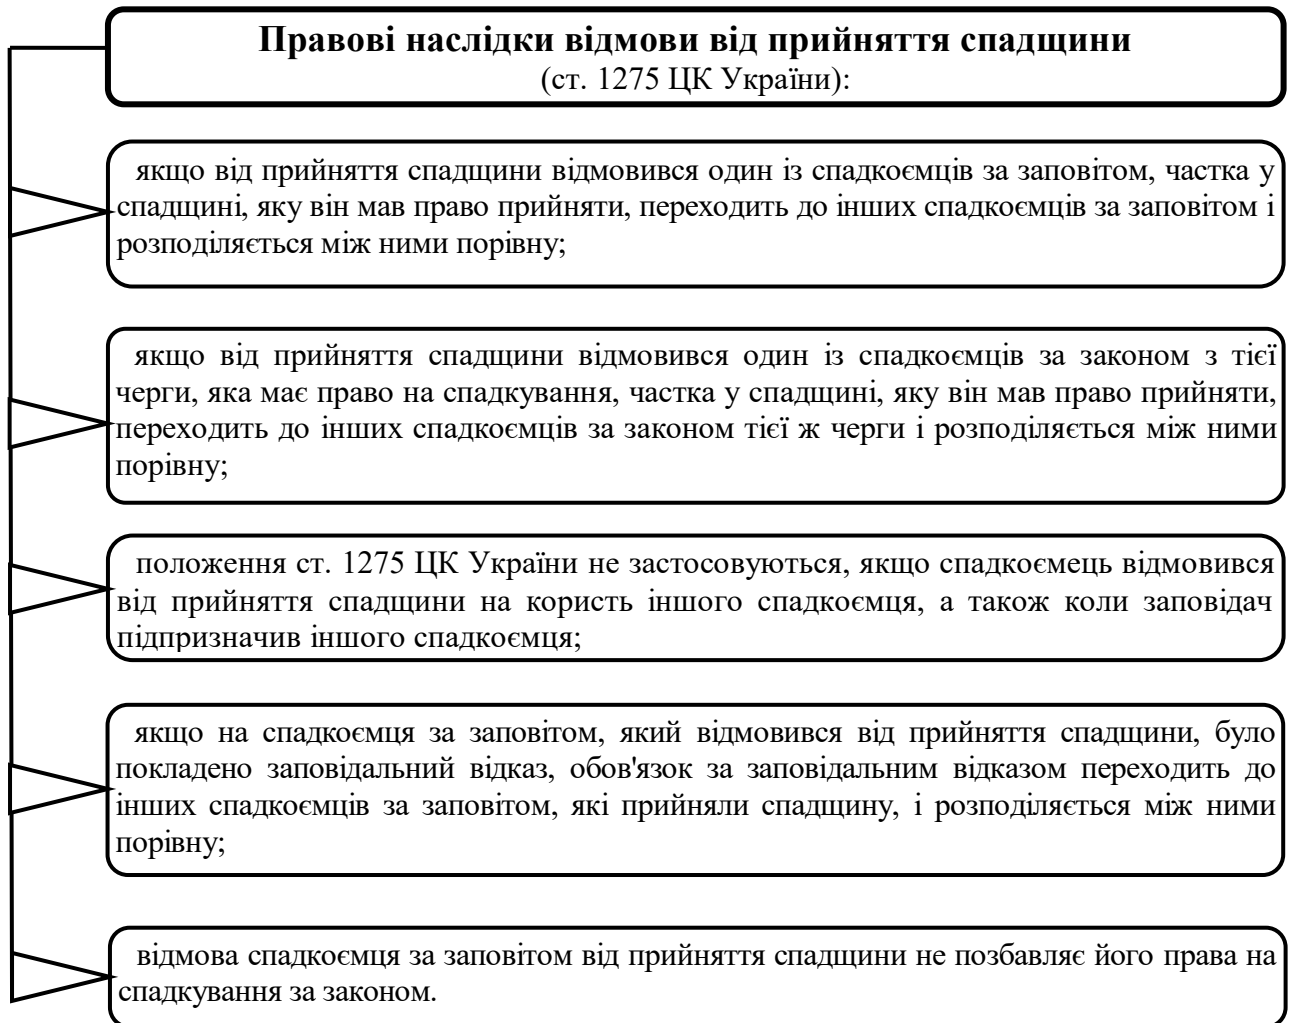 Правові наслідки відмови від прийняття спадщини
(ст. 1275 ЦК України):
якщо від прийняття спадщини відмовився один із спадкоємців за заповітом, частка у
спадщині, яку він мав право прийняти, переходить до інших спадкоємців за заповітом і
розподіляється між ними порівну;
якщо від прийняття спадщини відмовився один із спадкоємців за законом з тієї
черги, яка має право на спадкування, частка у спадщині, яку він мав право прийняти,
переходить до інших спадкоємців за законом тієї ж черги і розподіляється між ними
порівну;
положення ст. 1275 ЦК України не застосовуються, якщо спадкоємець відмовився
від прийняття спадщини на користь іншого спадкоємця, а також коли заповідач
підпризначив іншого спадкоємця;
якщо на спадкоємця за заповітом, який відмовився від прийняття спадщини, було
покладено заповідальний відказ, обов'язок за заповідальним відказом переходить до
інших спадкоємців за заповітом, які прийняли спадщину, і розподіляється між ними
порівну;
відмова спадкоємця за заповітом від прийняття спадщини не позбавляє його права на
спадкування за законом.